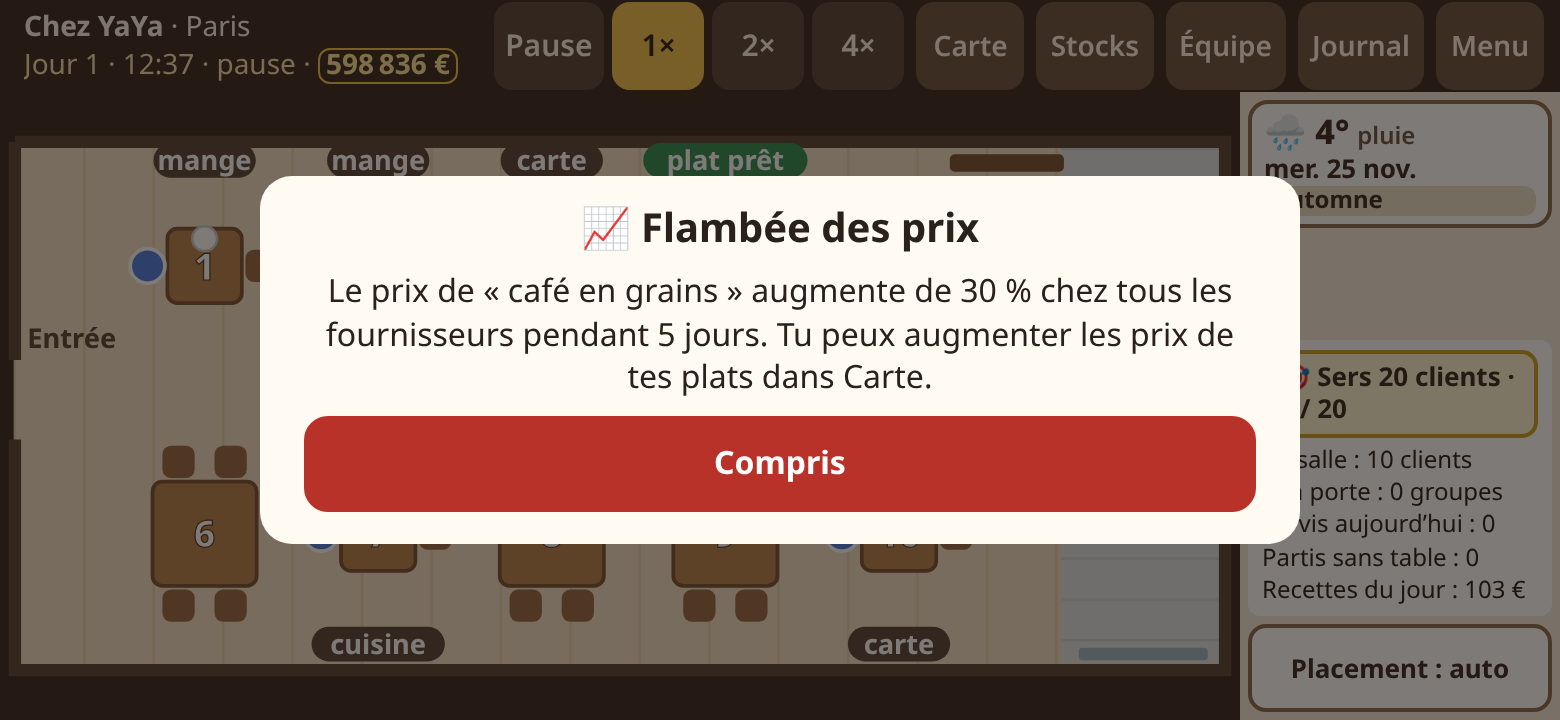 Chez YaYa · Paris
Jour 1 · 12:37 · pause · 598 836 €
Pause
1×
2×
4×
Carte
Stocks
Équipe
Journal
Menu
mange
mange
carte
plat prêt
4° pluie
mer. 25 nov.
utomne
1
Entrée
📈 Flambée des prix
Le prix de « café en grains » augmente de 30 % chez tous les
fournisseurs pendant 5 jours. Tu peux augmenter les prix de
tes plats dans Carte.
Compris
Sers 20 clients ·
/ 20
salle : 10 clients
porte : 0 groupes
vis aujourd’hui : 0
Partis sans table : 0
Recettes du jour : 103 €
6
cuisine
carte
Placement : auto